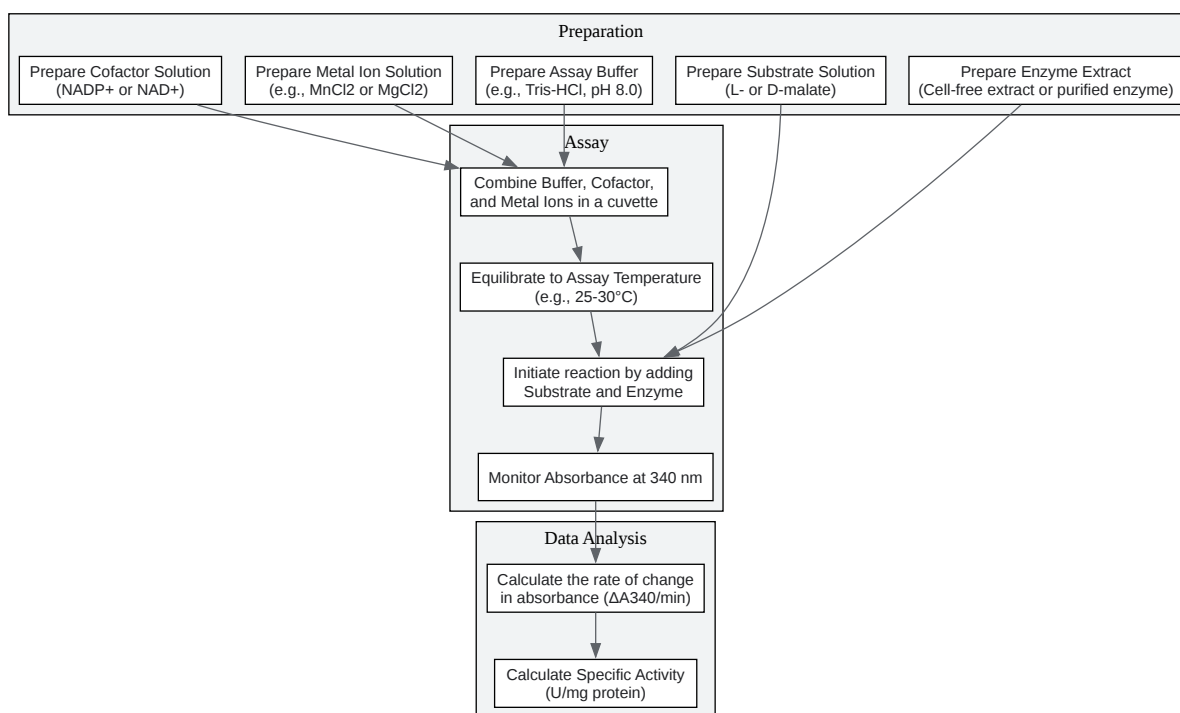 Preparation
Prepare Cofactor Solution
(NADP+ or NAD+)
Prepare Metal Ion Solution
(e.g., MnCl2 or MgCl2)
Prepare Assay Buffer
(e.g., Tris-HCl, pH 8.0)
Prepare Substrate Solution
(L- or D-malate)
Prepare Enzyme Extract
(Cell-free extract or purified enzyme)
Assay
Combine Buffer, Cofactor,
and Metal Ions in a cuvette
Equilibrate to Assay Temperature
(e.g., 25-30°C)
Initiate reaction by adding
Substrate and Enzyme
Monitor Absorbance at 340 nm
Data Analysis
Calculate the rate of change
in absorbance (ΔA340/min)
Calculate Specific Activity
(U/mg protein)